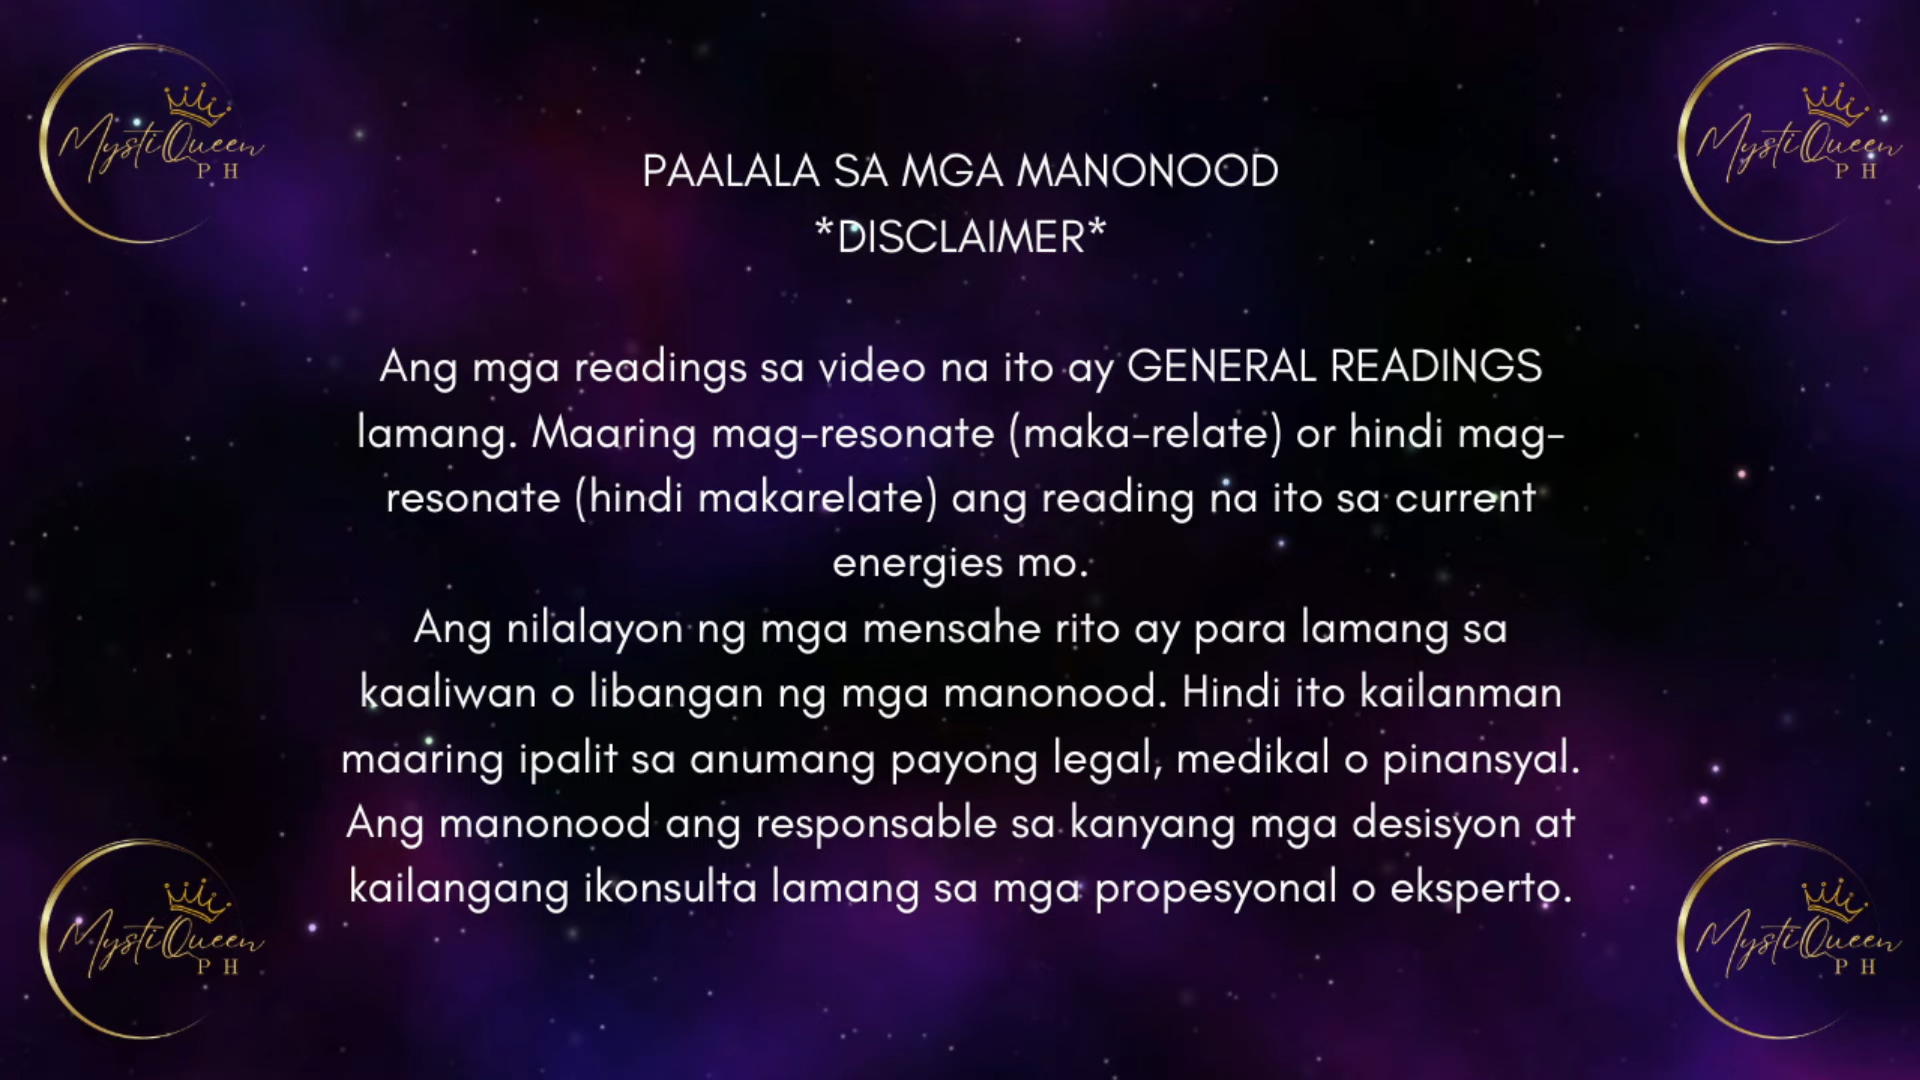 MystiQueen
PH
MystiQueen
PH
PAALALA SA MGA MANONOOD
*DISCLAIMER*
Ang mga readings sa video na ito ay GENERAL READINGS
lamang. Maaring mag-resonate (maka-relate) or hindi mag-
resonate (hindi makarelate) ang reading na ito sa current
energies mo.
Ang nilalayon ng mga mensahe rito ay para lamang sa
kaaliwan o libangan ng mga manonood. Hindi ito kailanman
maaring ipalit sa anumang payong legal, medikal o pinansyal.
Ang manonood ang responsable sa kanyang mga desisyon at
kailangang ikonsulta lamang sa mga propesyonal o eksperto.
MystiQueen
PH
MystiQueen
PH